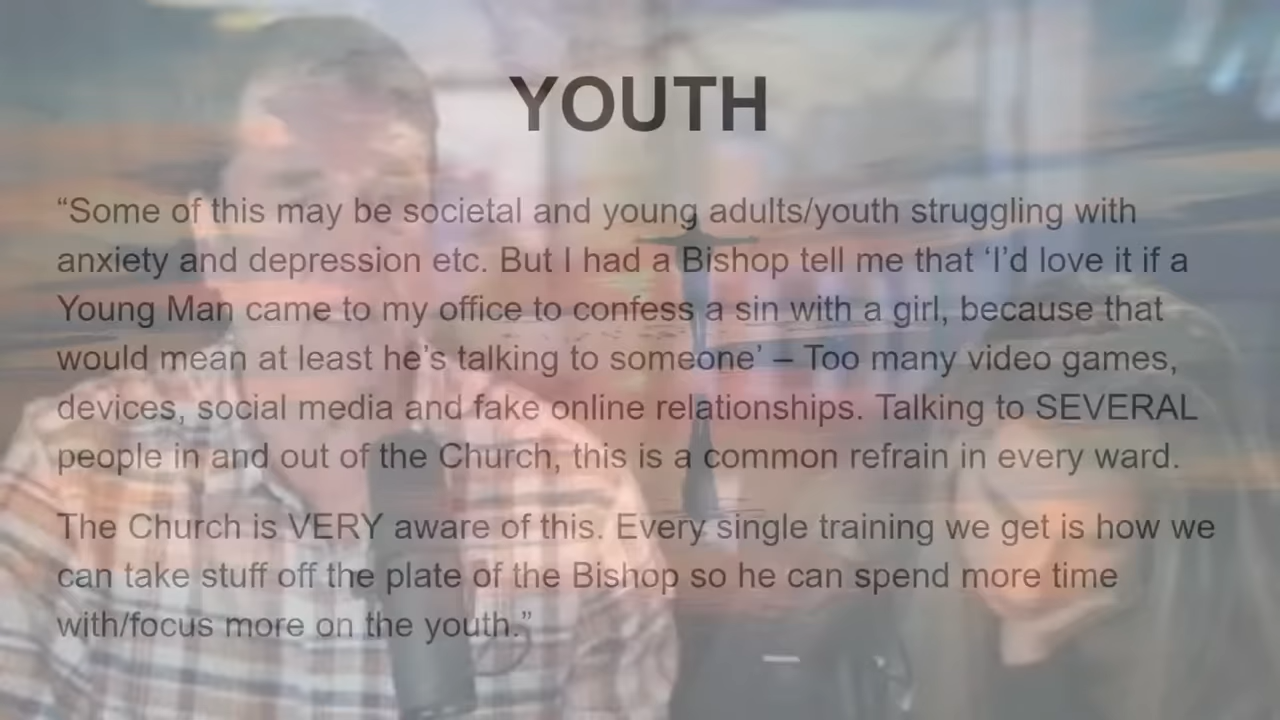 YOUTH
“Some of this may be societal and young adults/youth struggling with
anxiety and depression etc. But I had a Bishop tell me that ‘I’d love it if a
Young Man came to my office to confess a sin with a girl, because that
would mean at least he’s talking to someone’ – Too many video games,
devices, social media and fake online relationships. Talking to SEVERAL
people in and out of the Church, this is a common refrain in every ward.
The Church is VERY aware of this. Every single training we get is how we
can take stuff off the plate of the Bishop so he can spend more time
with/focus more on the youth.”